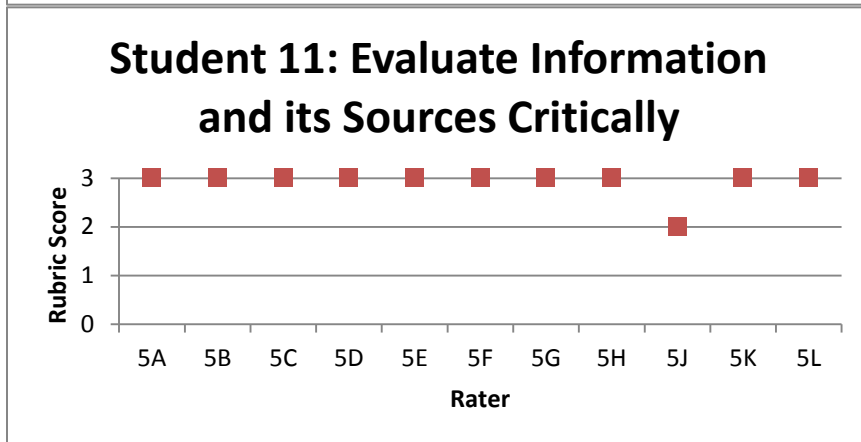 Student 11: Evaluate Information
and its Sources Critically
3
2
1
0
Rubric Score
5A 5B 5C 5D 5E 5F 5G 5H 5J 5K 5L
Rater